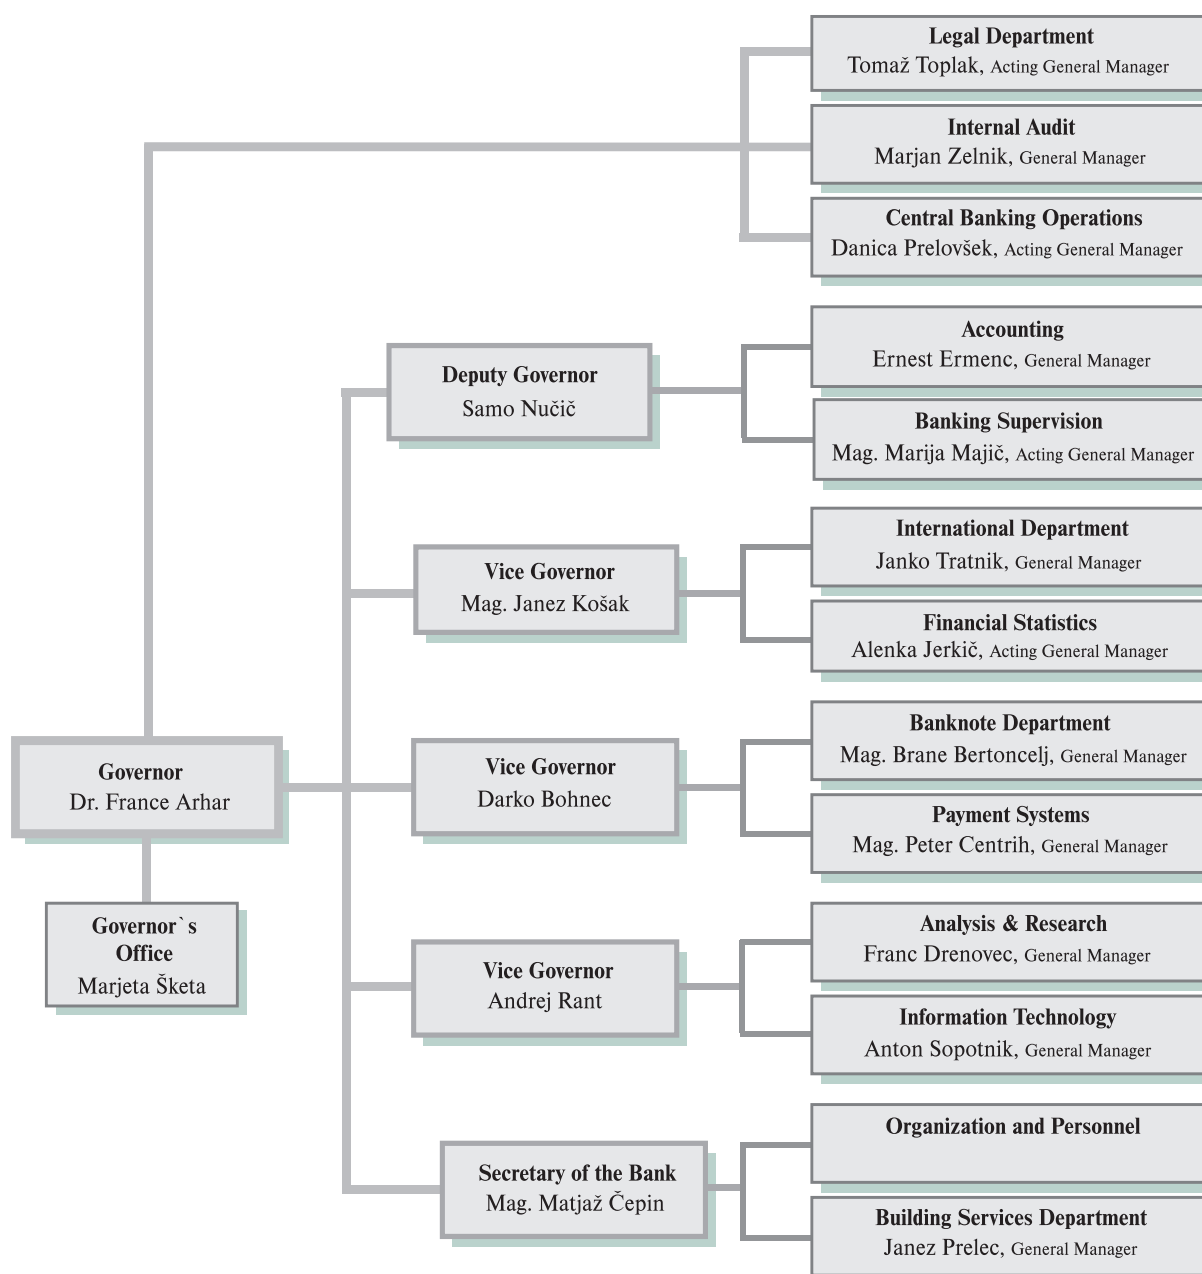 Legal Department
Tomaž Toplak, Acting General Manager
Internal Audit
Marjan Zelnik, General Manager
Central Banking Operations
Danica Prelovšek, Acting General Manager
Accounting
Ernest Ermenc, General Manager
Deputy Governor
Samo Nučič
Banking Supervision
Mag. Marija Majič, Acting General Manager
International Department
Janko Tratnik, General Manager
Vice Governor
Mag. Janez Košak
Financial Statistics
Alenka Jerkič, Acting General Manager
Banknote Department
Mag. Brane Bertoncelj, General Manager
Governor
Dr. France Arhar
Vice Governor
Darko Bohnec
Payment Systems
Mag. Peter Centrih, General Manager
Governor`s
Office
Marjeta Šketa
Analysis & Research
Franc Drenovec, General Manager
Vice Governor
Andrej Rant
Information Technology
Anton Sopotnik, General Manager
Organization and Personnel
Secretary of the Bank
Mag. Matjaž Čepin
Building Services Department
Janez Prelec, General Manager